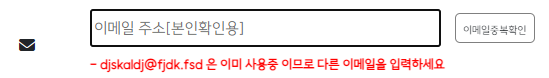 이메일 주소[본인확인용]
이메일중복확인
- djskaldj@fjdk.fsd 은 이미 사용중 이므로 다른 이메일을 입력하세요